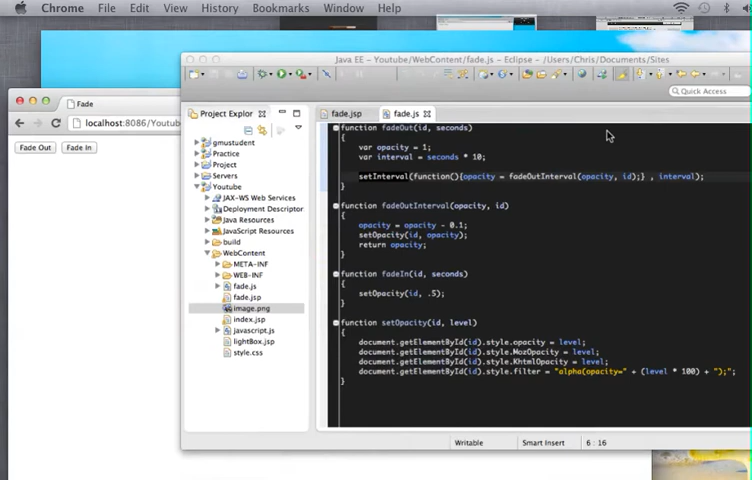 Chrome File Edit View History Bookmarks Window Help
Java EE - Youtube/WebContent/fade.js - Eclipse - /Users/Chris/Documents/Sites
Quick Access
Fade
localhost:8086/Youtub
Fade Out Fade In
Project Explor
gmustudent
Practice
Project
Servers
Youtube
JAX-WS Web Services
Deployment Descriptor
Java Resources
JavaScript Resources
build
WebContent
META-INF
WEB-INF
fade.js
fade.jsp
image.png
index.jsp
javascript.js
lightBox.jsp
style.css
fade.jsp fade.js
function fadeOut(id, seconds)
{
var opacity = 1;
var interval = seconds * 10;
setInterval(function(){opacity = fadeOutInterval(opacity, id);} , interval);
}
function fadeOutInterval(opacity, id)
{
opacity = opacity - 0.1;
setOpacity(id, opacity);
return opacity;
}
function fadeIn(id, seconds)
{
setOpacity(id, .5);
}
function setOpacity(id, level)
{
document.getElementById(id).style.opacity = level;
document.getElementById(id).style.MozOpacity = level;
document.getElementById(id).style.KhtmlOpacity = level;
document.getElementById(id).style.filter = "alpha(opacity=" + (level * 100) + ");";
}
Writable Smart Insert 6 : 16